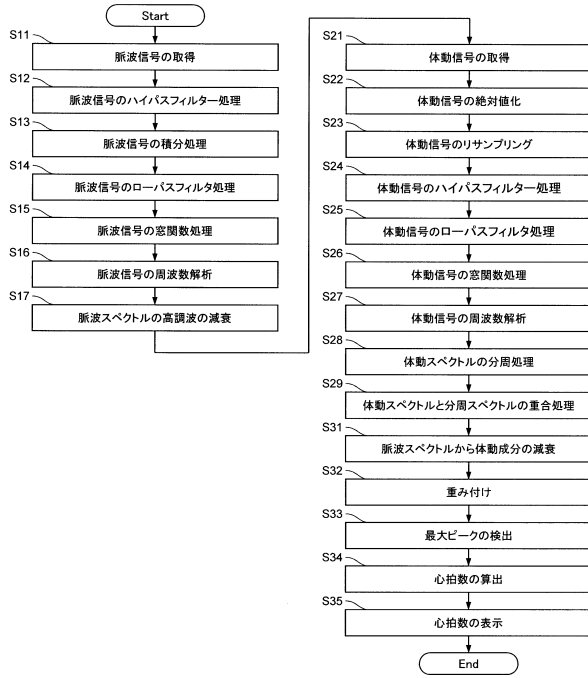 Start
S11
脈波信号の取得
S12
脈波信号のハイパスフィルター処理
S13
脈波信号の積分処理
S14
脈波信号のローパスフィルタ処理
S15
脈波信号の窓関数処理
S16
脈波信号の周波数解析
S17
脈波スペクトルの高調波の減衰
S21
体動信号の取得
S22
体動信号の絶対値化
S23
体動信号のリサンプリング
S24
体動信号のハイパスフィルター処理
S25
体動信号のローパスフィルタ処理
S26
体動信号の窓関数処理
S27
体動信号の周波数解析
S28
体動スペクトルの分周処理
S29
体動スペクトルと分周スペクトルの重合処理
S31
脈波スペクトルから体動成分の減衰
S32
重み付け
S33
最大ピークの検出
S34
心拍数の算出
S35
心拍数の表示
End